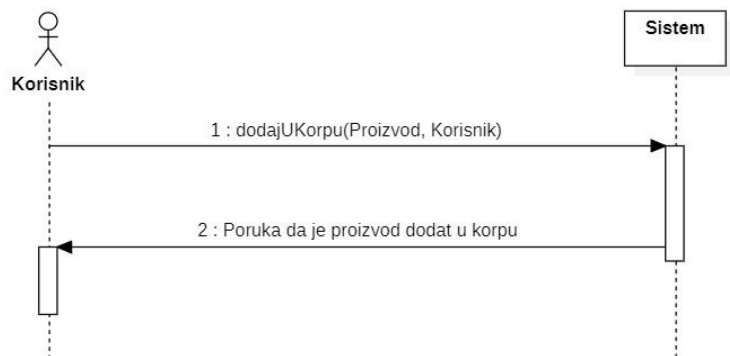 Sistem
Korisnik
1 : dodajUKorpu(Proizvod, Korisnik)
2 : Poruka da je proizvod dodat u korpu